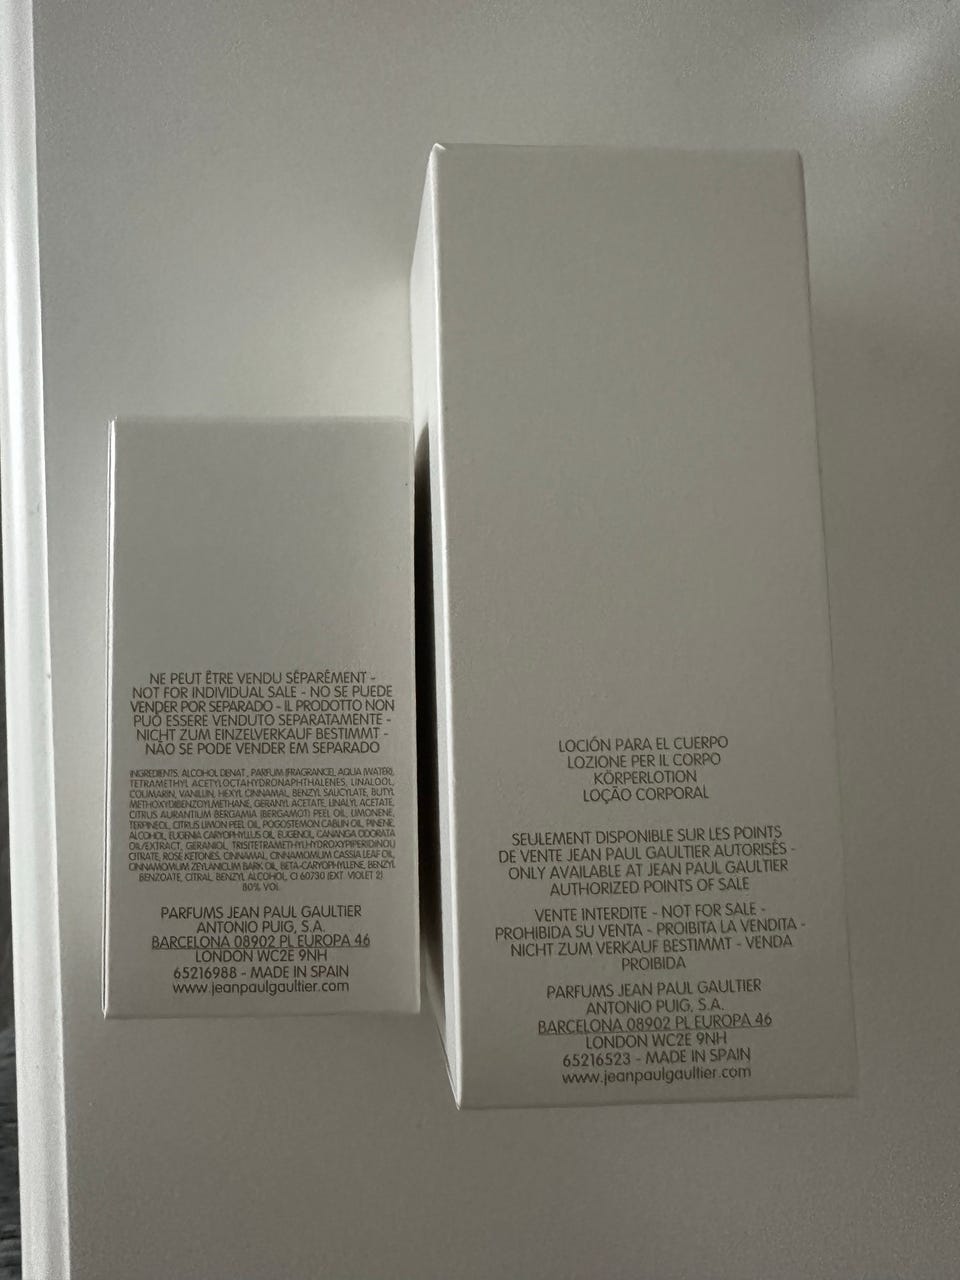 NE PEUT ÊTRE VENDU SÉPARÉMENT -
NOT FOR INDIVIDUAL SALE - NO SE PUEDE
VENDER POR SEPARADO - IL PRODOTTO NON
PUÒ ESSERE VENDUTO SEPARATAMENTE -
NICHT ZUM EINZELVERKAUF BESTIMMT -
NÃO SE PODE VENDER EM SEPARADO
INGREDIENTS: ALCOHOL DENAT., PARFUM (FRAGRANCE), AQUA (WATER),
TETRAMETHYL ACETYLOCTAHYDRONAPHTHALENES, LINALOOL,
COUMARIN, VANILLIN, HEXYL CINNAMAL, BENZYL SALICYLATE, BUTYL
METHOXYDIBENZOYLMETHANE, GERANYL ACETATE, LINALYL ACETATE,
CITRUS AURANTIUM BERGAMIA (BERGAMOT) PEEL OIL, LIMONENE,
TERPINEOL, CITRUS LIMON PEEL OIL, POGOSTEMON CABLIN OIL, PINENE,
ALCOHOL, EUGENIA CARYOPHYLLUS OIL, EUGENOL, CANANGA ODORATA
OIL/EXTRACT, GERANIOL, TRIS(TETRAMETHYLHYDROXYPIPERIDINOL)
CITRATE, ROSE KETONES, CINNAMAL, CINNAMOMUM CASSIA LEAF OIL,
CINNAMOMUM ZEYLANICUM BARK OIL, BETA-CARYOPHYLLENE, BENZYL
BENZOATE, CITRAL, BENZYL ALCOHOL, CI 60730 (EXT. VIOLET 2)
80% VOL.
PARFUMS JEAN PAUL GAULTIER
ANTONIO PUIG, S.A.
BARCELONA 08902 PL EUROPA 46
LONDON WC2E 9NH
65216988 - MADE IN SPAIN
www.jeanpaulgaultier.com
LOCIÓN PARA EL CUERPO
LOZIONE PER IL CORPO
KÖRPERLOTION
LOÇÃO CORPORAL
SEULEMENT DISPONIBLE SUR LES POINTS
DE VENTE JEAN PAUL GAULTIER AUTORISÉS -
ONLY AVAILABLE AT JEAN PAUL GAULTIER
AUTHORIZED POINTS OF SALE
VENTE INTERDITE - NOT FOR SALE -
PROHIBIDA SU VENTA - PROIBITA LA VENDITA -
NICHT ZUM VERKAUF BESTIMMT - VENDA
PROIBIDA
PARFUMS JEAN PAUL GAULTIER
ANTONIO PUIG, S.A.
BARCELONA 08902 PL EUROPA 46
LONDON WC2E 9NH
65216523 - MADE IN SPAIN
www.jeanpaulgaultier.com